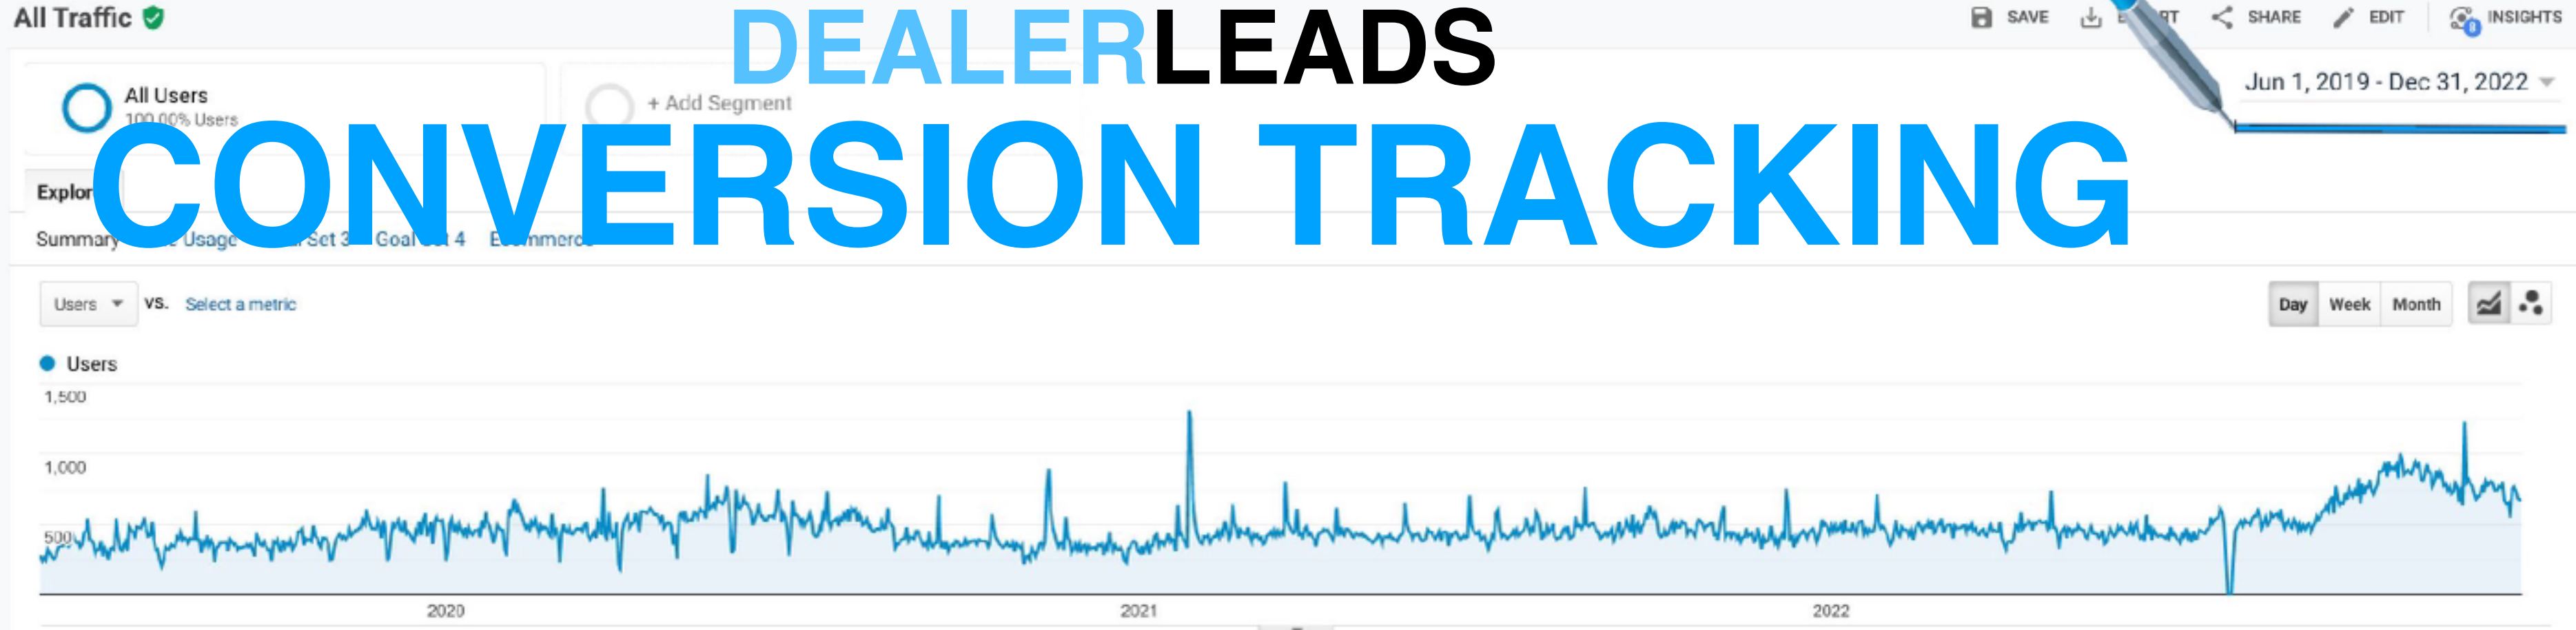 All Traffic
DEALERLEADS
SAVE
SHARE
EDIT
INSIGHTS
All Users
100.00% Users
+ Add Segment
Jun 1, 2019 - Dec 31, 2022
CONVERSION TRACKING
Summary Usage Set 3 Goal 4
Users VS. Select a metric
Day Week Month
Users
1,500
1,000
500
2020 2021 2022